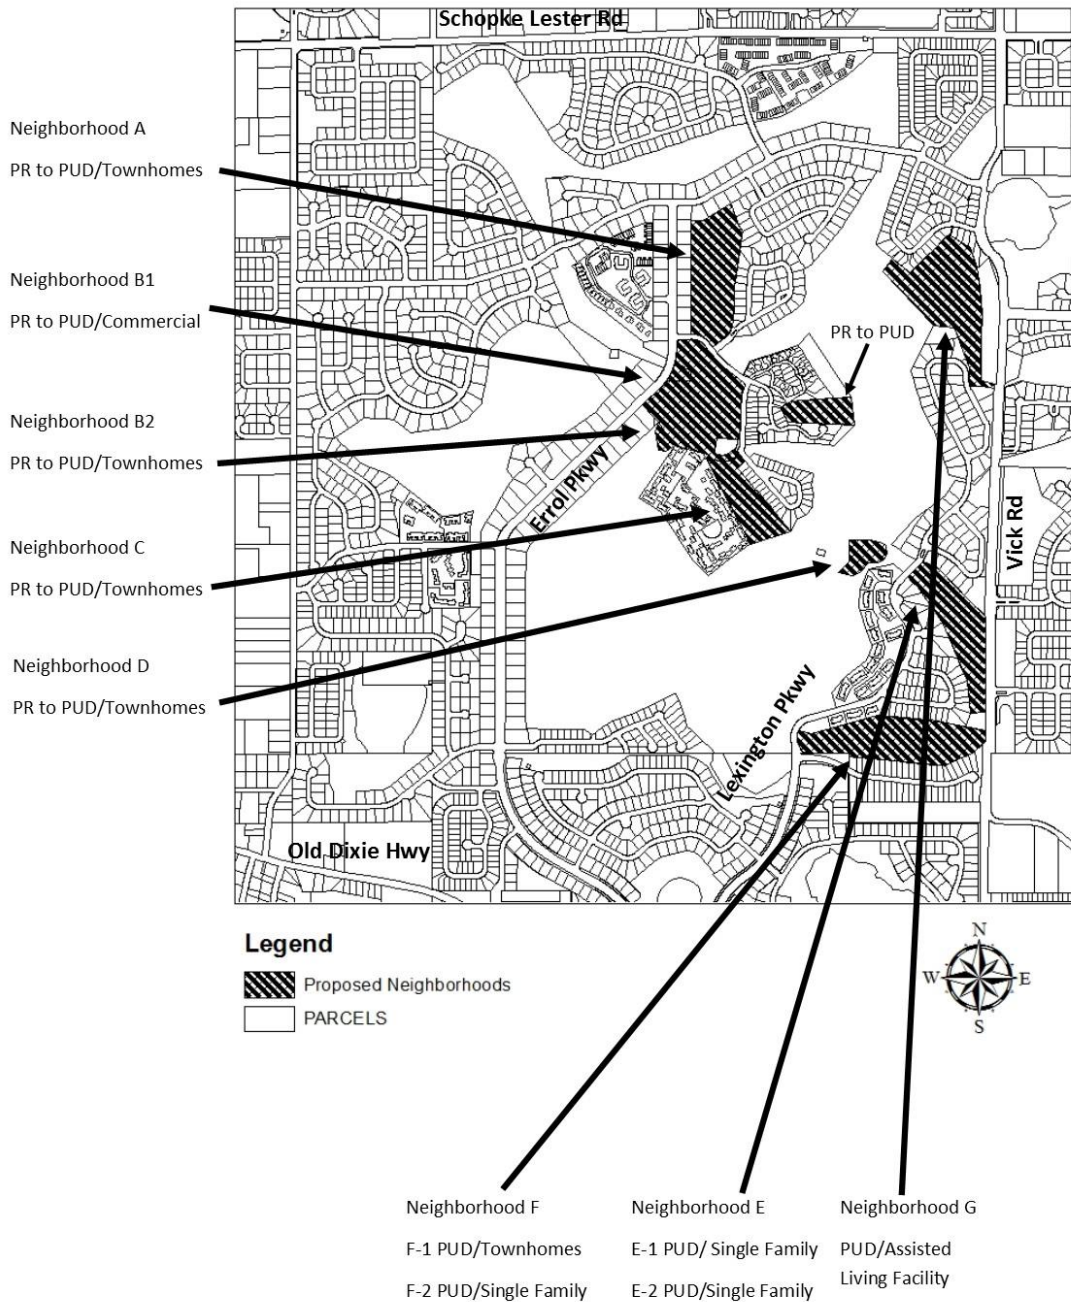 Schopke Lester Rd
Neighborhood A
PR to PUD/Townhomes
Neighborhood B1
PR to PUD/Commercial
PR to PUD
Neighborhood B2
PR to PUD/Townhomes
Errol Pkwy
Vick Rd
Neighborhood C
PR to PUD/Townhomes
Neighborhood D
PR to PUD/Townhomes
Lexington Pkwy
Old Dixie Hwy
Legend
Proposed Neighborhoods
PARCELS
N
W
E
S
Neighborhood F
F-1 PUD/Townhomes
F-2 PUD/Single Family
Neighborhood E
E-1 PUD/ Single Family
E-2 PUD/Single Family
Neighborhood G
PUD/Assisted
Living Facility